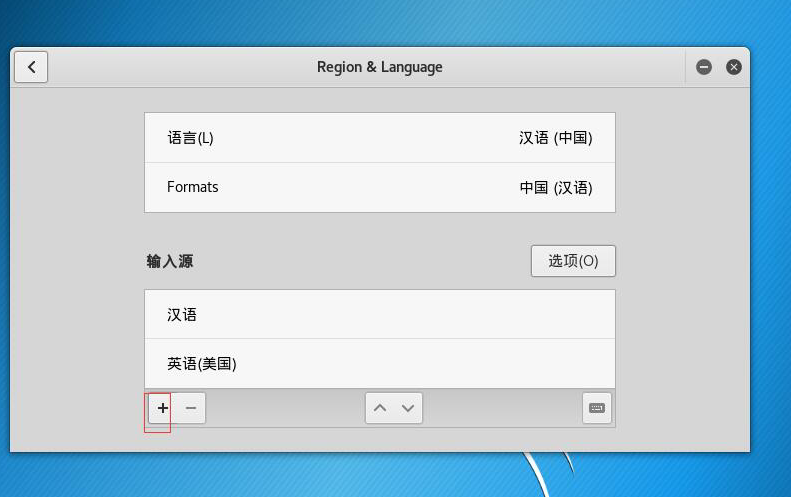 Region & Language
语言(L) 汉语 (中国)
Formats 中国 (汉语)
输入源 选项(O)
汉语
英语(美国)